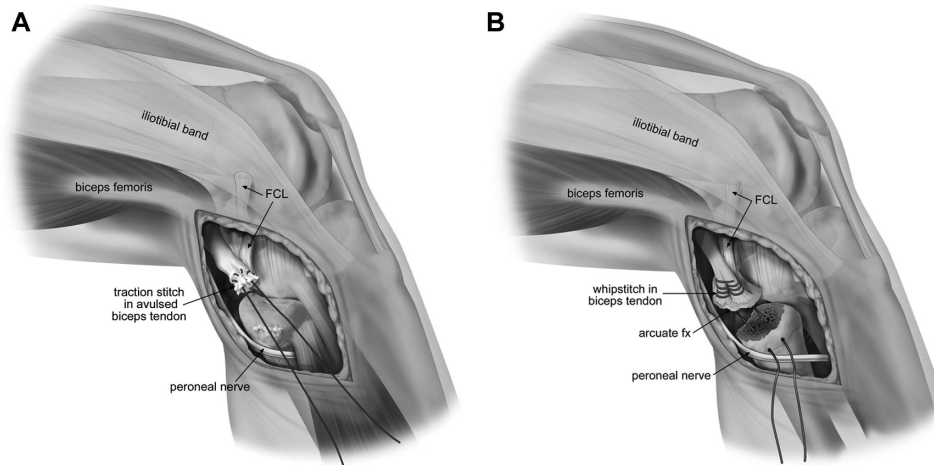 A
iliotibial band
biceps femoris
FCL
traction stitch
in avulsed
biceps tendon
peroneal nerve
B
iliotibial band
biceps femoris
FCL
whipstitch in
biceps tendon
arcuate fx
peroneal nerve